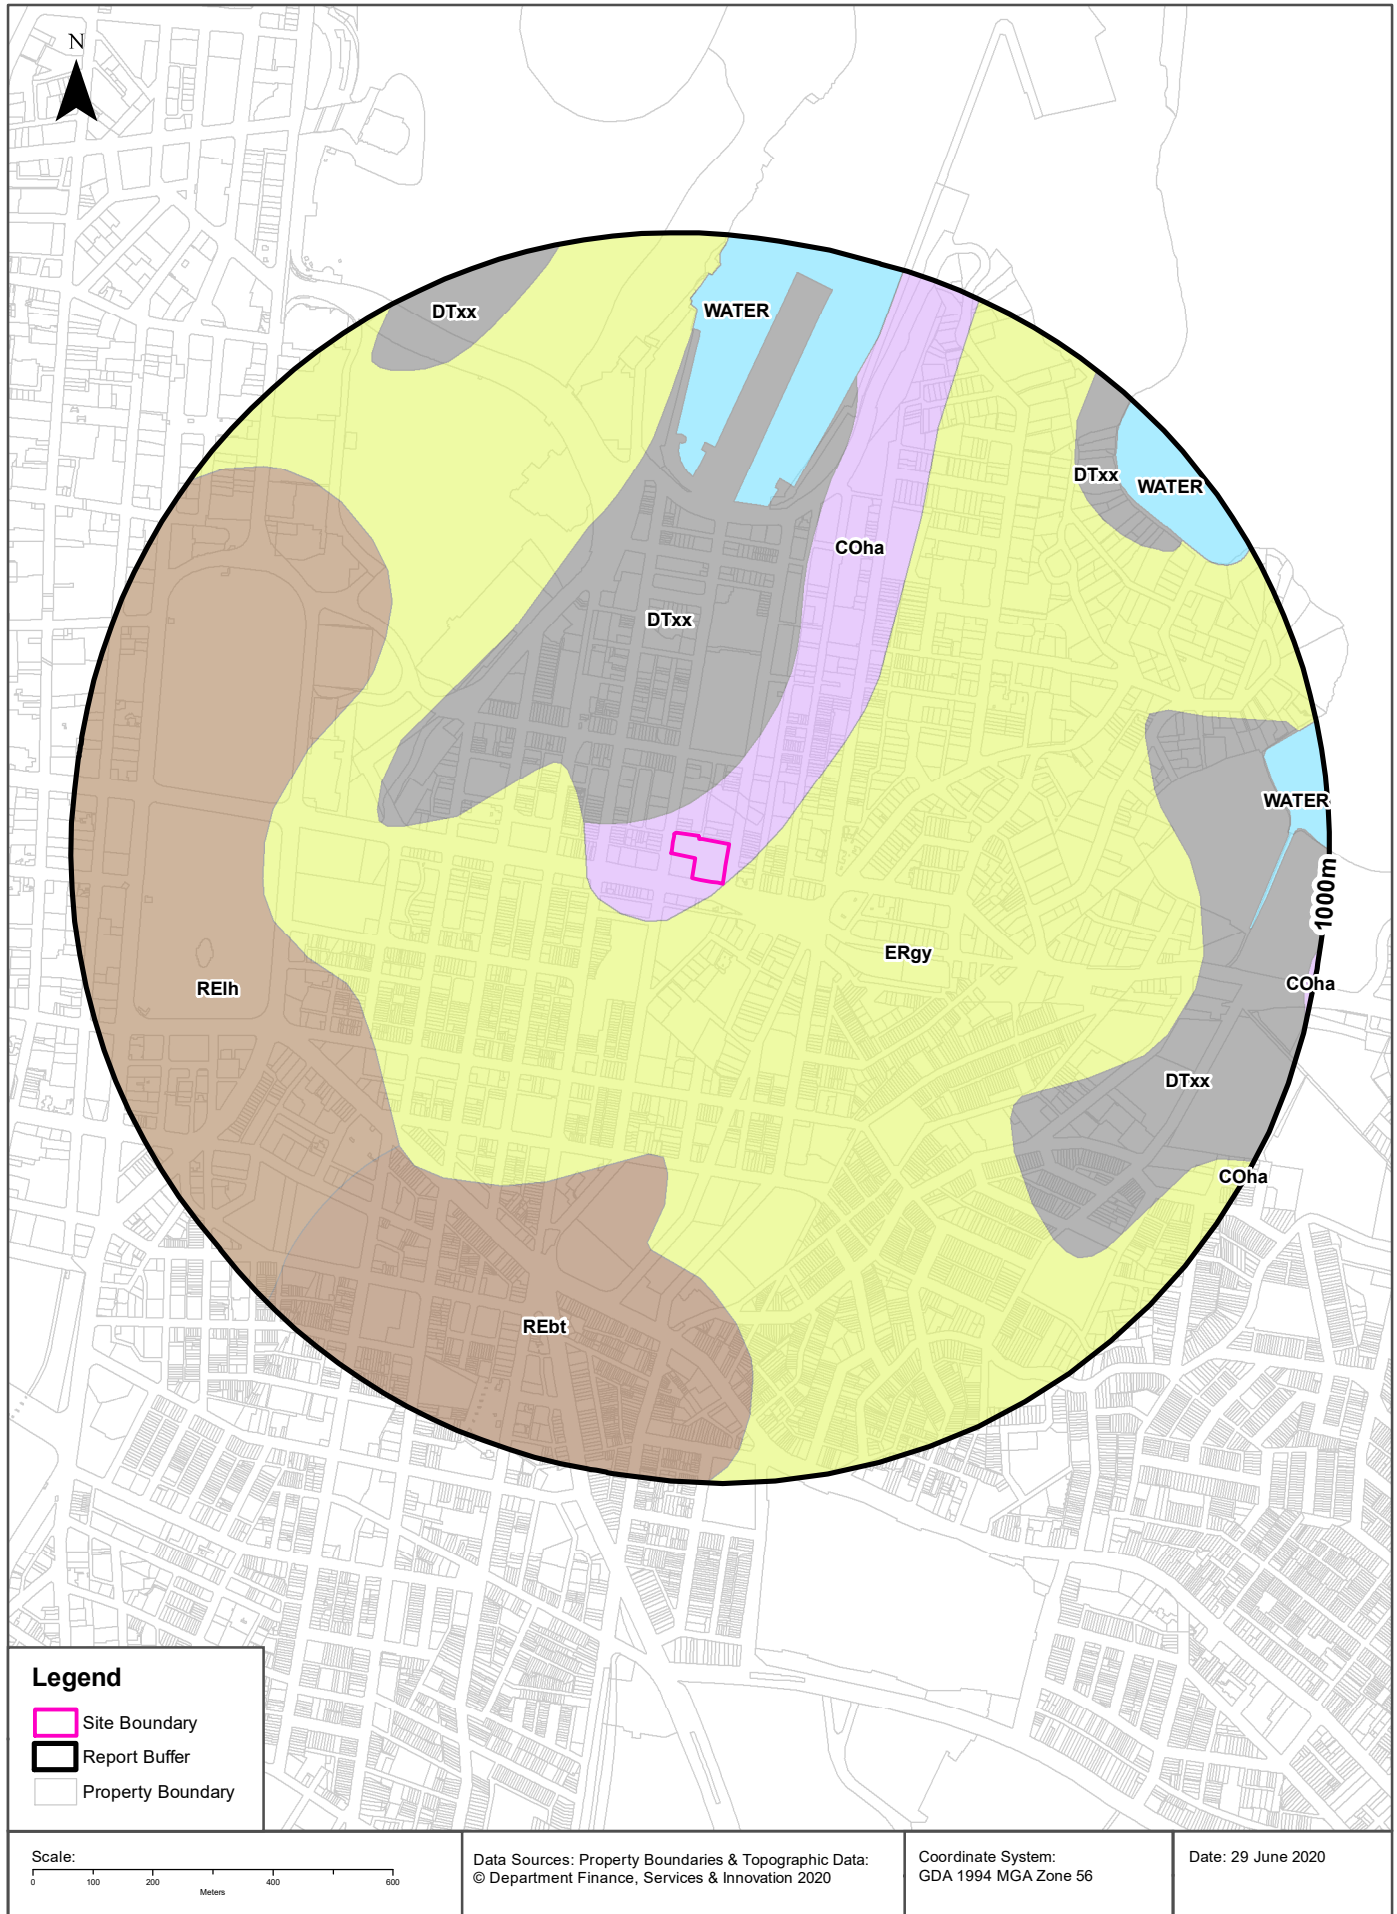 N
DTxx
WATER
DTxx
WATER
COha
DTxx
WATER
1000m
ERgy
COha
RElh
DTxx
COha
REbt
Legend
Site Boundary
Report Buffer
Property Boundary
Scale:
0 100 200 400 600
Meters
Data Sources: Property Boundaries & Topographic Data:
© Department Finance, Services & Innovation 2020
Coordinate System:
GDA 1994 MGA Zone 56
Date: 29 June 2020